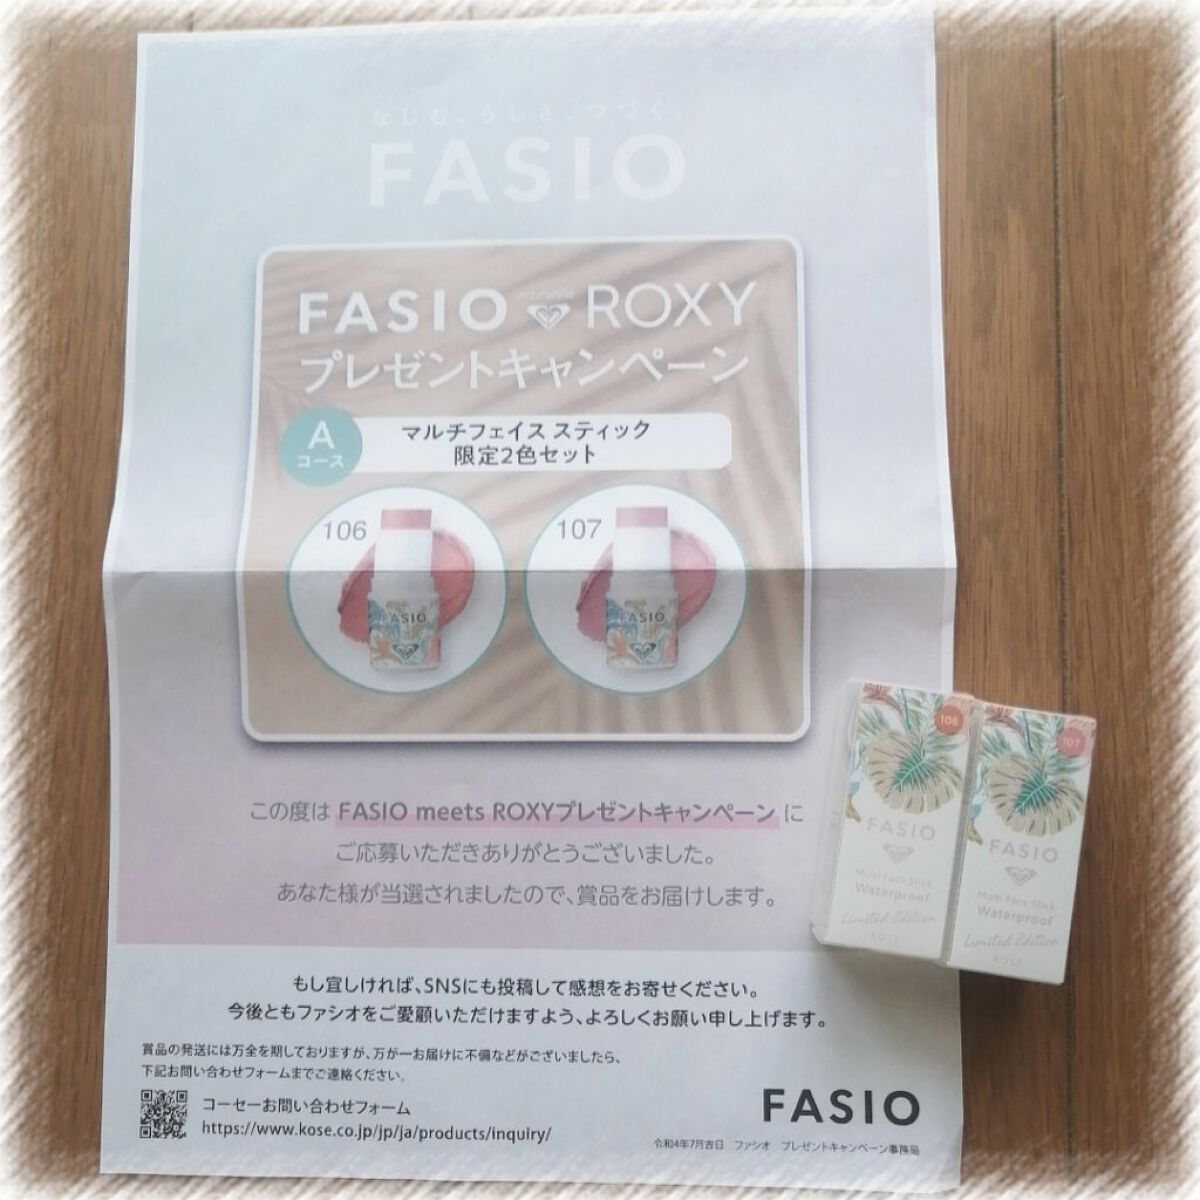 なじむ、らしさ、つづく
FASIO
FASIO meets ROXY
プレゼントキャンペーン
A
コース
マルチフェイス スティック
限定2色セット
106
107
FASIO
FASIO
この度は FASIO meets ROXYプレゼントキャンペーン に
ご応募いただきありがとうございました。
あなた様が当選されましたので、賞品をお届けします。
もし宜しければ、SNSにも投稿して感想をお寄せください。
今後ともファシオをご愛顧いただけますよう、よろしくお願い申し上げます。
賞品の発送には万全を期しておりますが、万が一お届けに不備などがございましたら、
下記お問い合わせフォームまでご連絡ください。
コーセーお問い合わせフォーム
https://www.kose.co.jp/jp/ja/products/inquiry/
FASIO
令和4年7月吉日 ファシオ プレゼントキャンペーン事務局
106
FASIO
Multi Face Stick
Waterproof
Limited Edition
KOSÉ
107
FASIO
Multi Face Stick
Waterproof
Limited Edition
KOSÉ